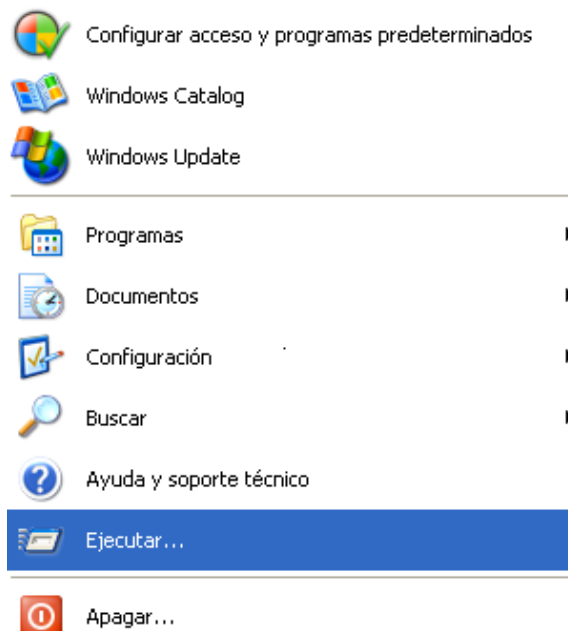 Configurar acceso y programas predeterminados
Windows Catalog
Windows Update
Programas
Documentos
Configuración
Buscar
Ayuda y soporte técnico
Ejecutar...
Apagar...